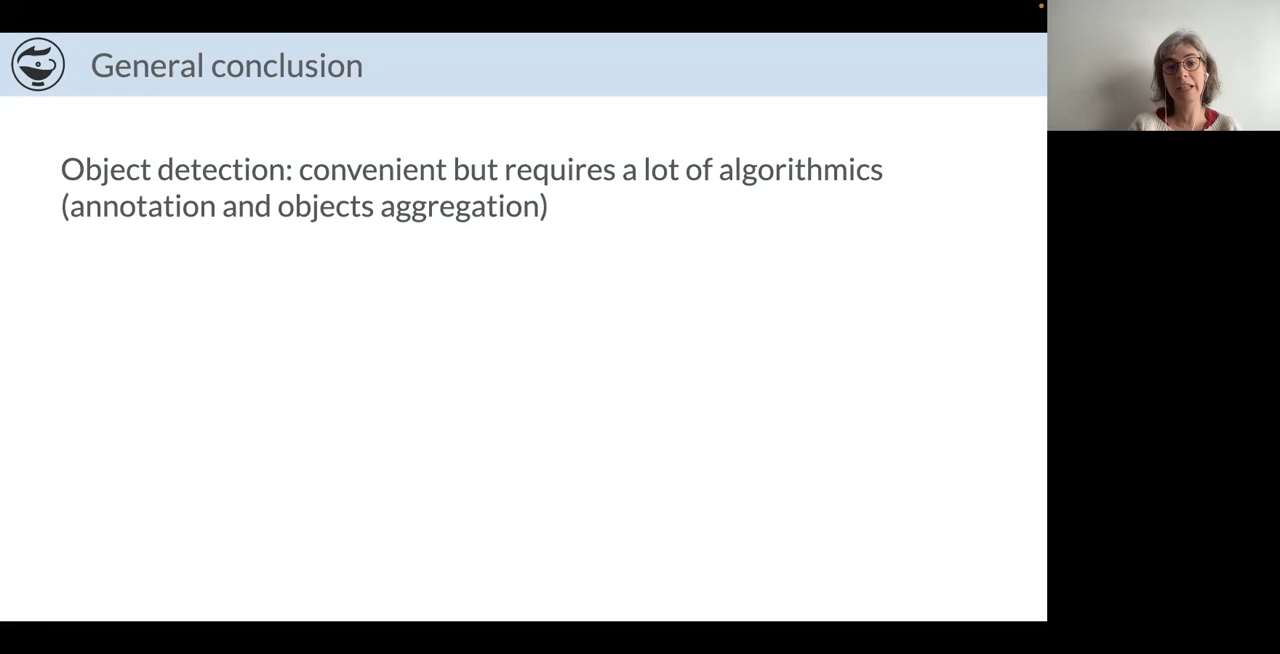 General conclusion
Object detection: convenient but requires a lot of algorithmics
(annotation and objects aggregation)